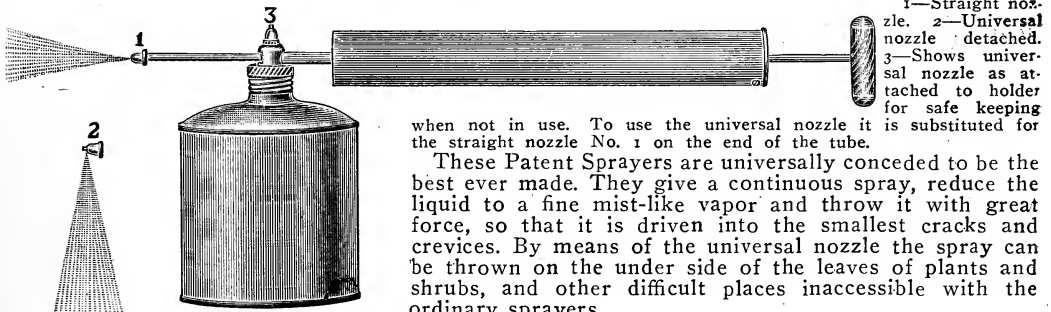 3
1
2
1—Straight noz-
zle. 2—Universal
nozzle detached.
3—Shows univer-
sal nozzle as at-
tached to holder
for safe keeping
when not in use. To use the universal nozzle it is substituted for
the straight nozzle No. 1 on the end of the tube.
These Patent Sprayers are universally conceded to be the
best ever made. They give a continuous spray, reduce the
liquid to a fine mist-like vapor and throw it with great
force, so that it is driven into the smallest cracks and
crevices. By means of the universal nozzle the spray can
be thrown on the under side of the leaves of plants and
shrubs, and other difficult places inaccessible with the
ordinary sprayers.